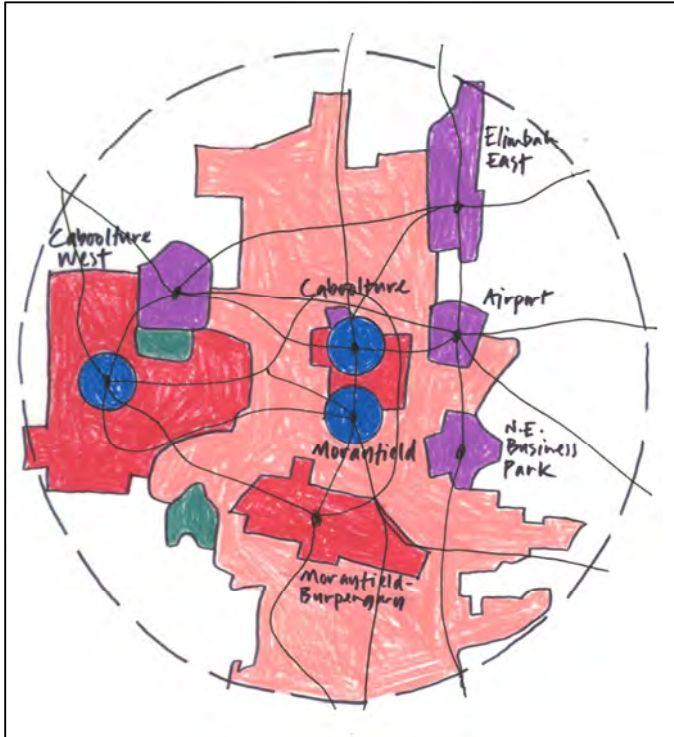 Elimbah
East
Caboolture
West
Caboolture
Airport
Morayfield
N.E.
Business
Park
Morayfield-
Burpengary